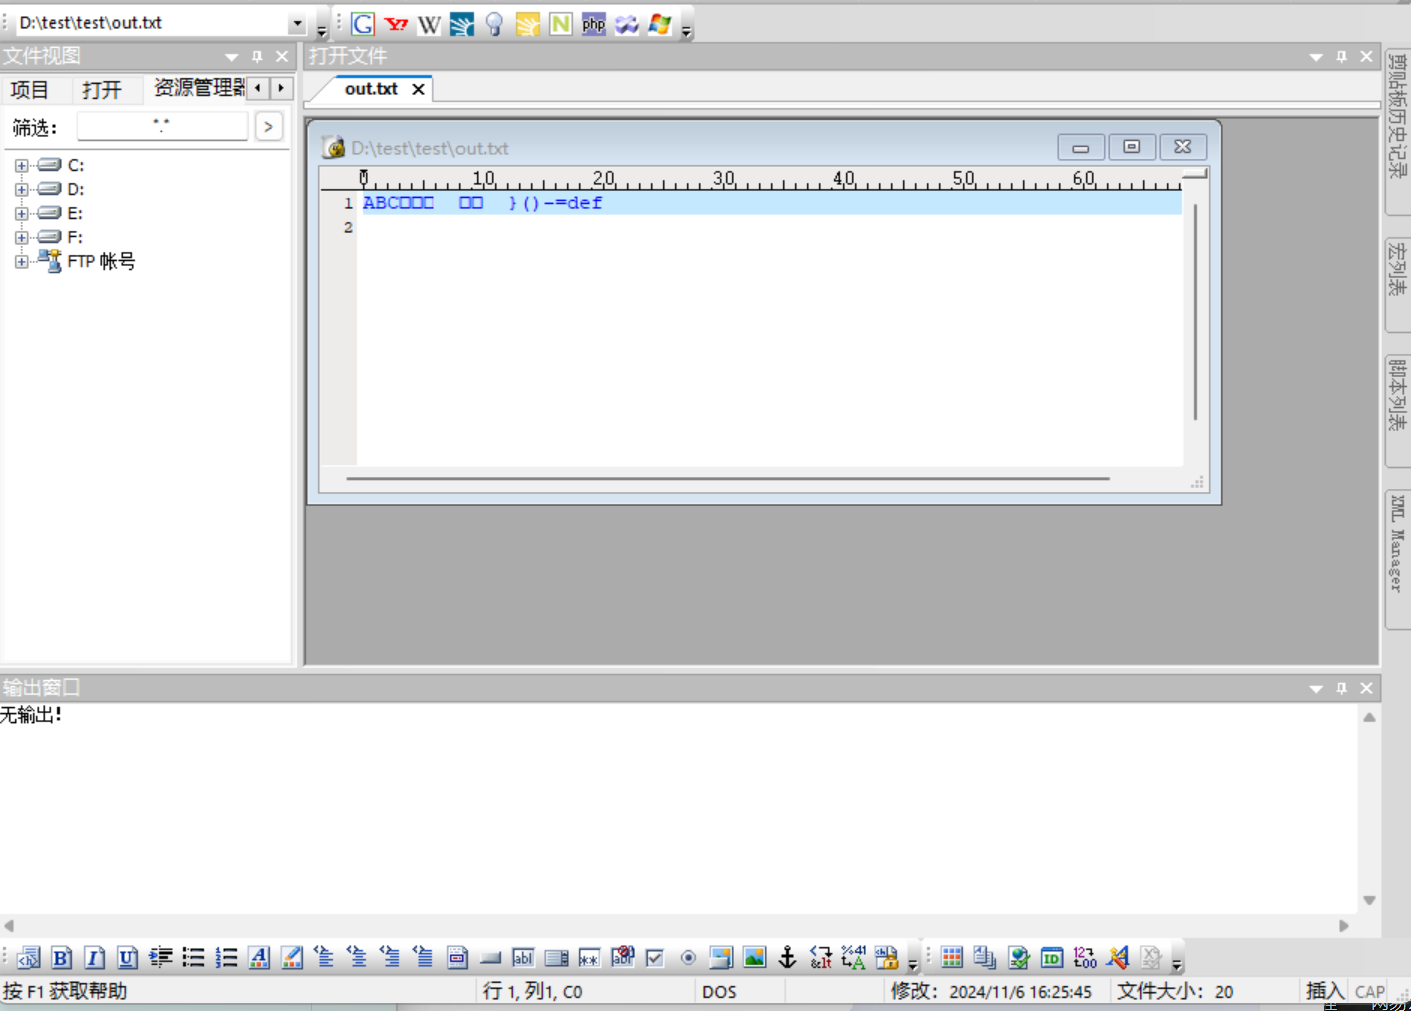 D:\test\test\out.txt
文件视图
打开文件
项目 打开 资源管理器
out.txt
筛选： *.*
D:\test\test\out.txt
C:
D:
E:
F:
FTP 帐号
0 10 20 30 40 50 60
1 ABC□□□  □□  }()-=def
2
剪贴板历史记录
宏列表
脚本列表
XML Manager
输出窗口
无输出!
按 F1 获取帮助 行 1, 列1, C0 DOS 修改： 2024/11/6 16:25:45 文件大小： 20 插入 CAP